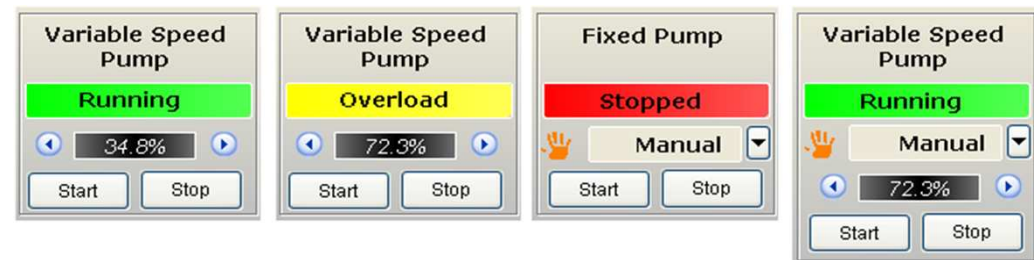 Variable Speed
Pump
Running
34.8%
Start Stop
Variable Speed
Pump
Overload
72.3%
Start Stop
Fixed Pump
Stopped
Manual
Start Stop
Variable Speed
Pump
Running
Manual
72.3%
Start Stop